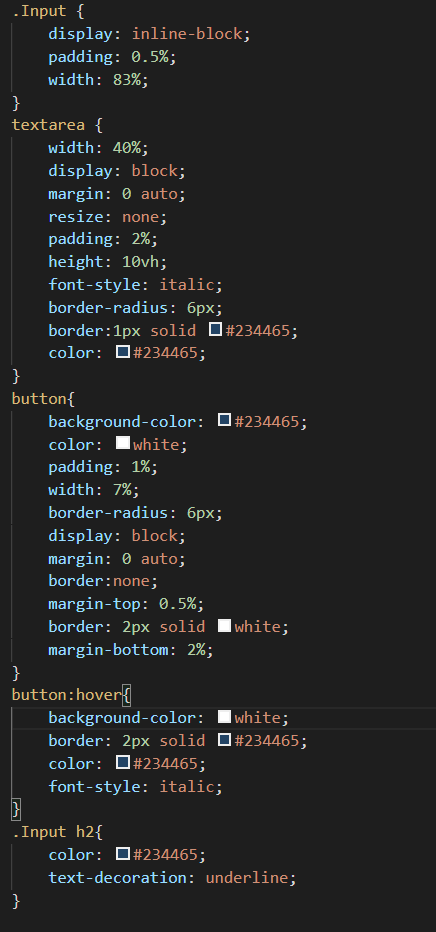 .Input {
    display: inline-block;
    padding: 0.5%;
    width: 83%;
}
textarea {
    width: 40%;
    display: block;
    margin: 0 auto;
    resize: none;
    padding: 2%;
    height: 10vh;
    font-style: italic;
    border-radius: 6px;
    border:1px solid #234465;
    color: #234465;
}
button{
    background-color: #234465;
    color: white;
    padding: 1%;
    width: 7%;
    border-radius: 6px;
    display: block;
    margin: 0 auto;
    border:none;
    margin-top: 0.5%;
    border: 2px solid white;
    margin-bottom: 2%;
}
button:hover{
    background-color: white;
    border: 2px solid #234465;
    color: #234465;
    font-style: italic;
}
.Input h2{
    color: #234465;
    text-decoration: underline;
}